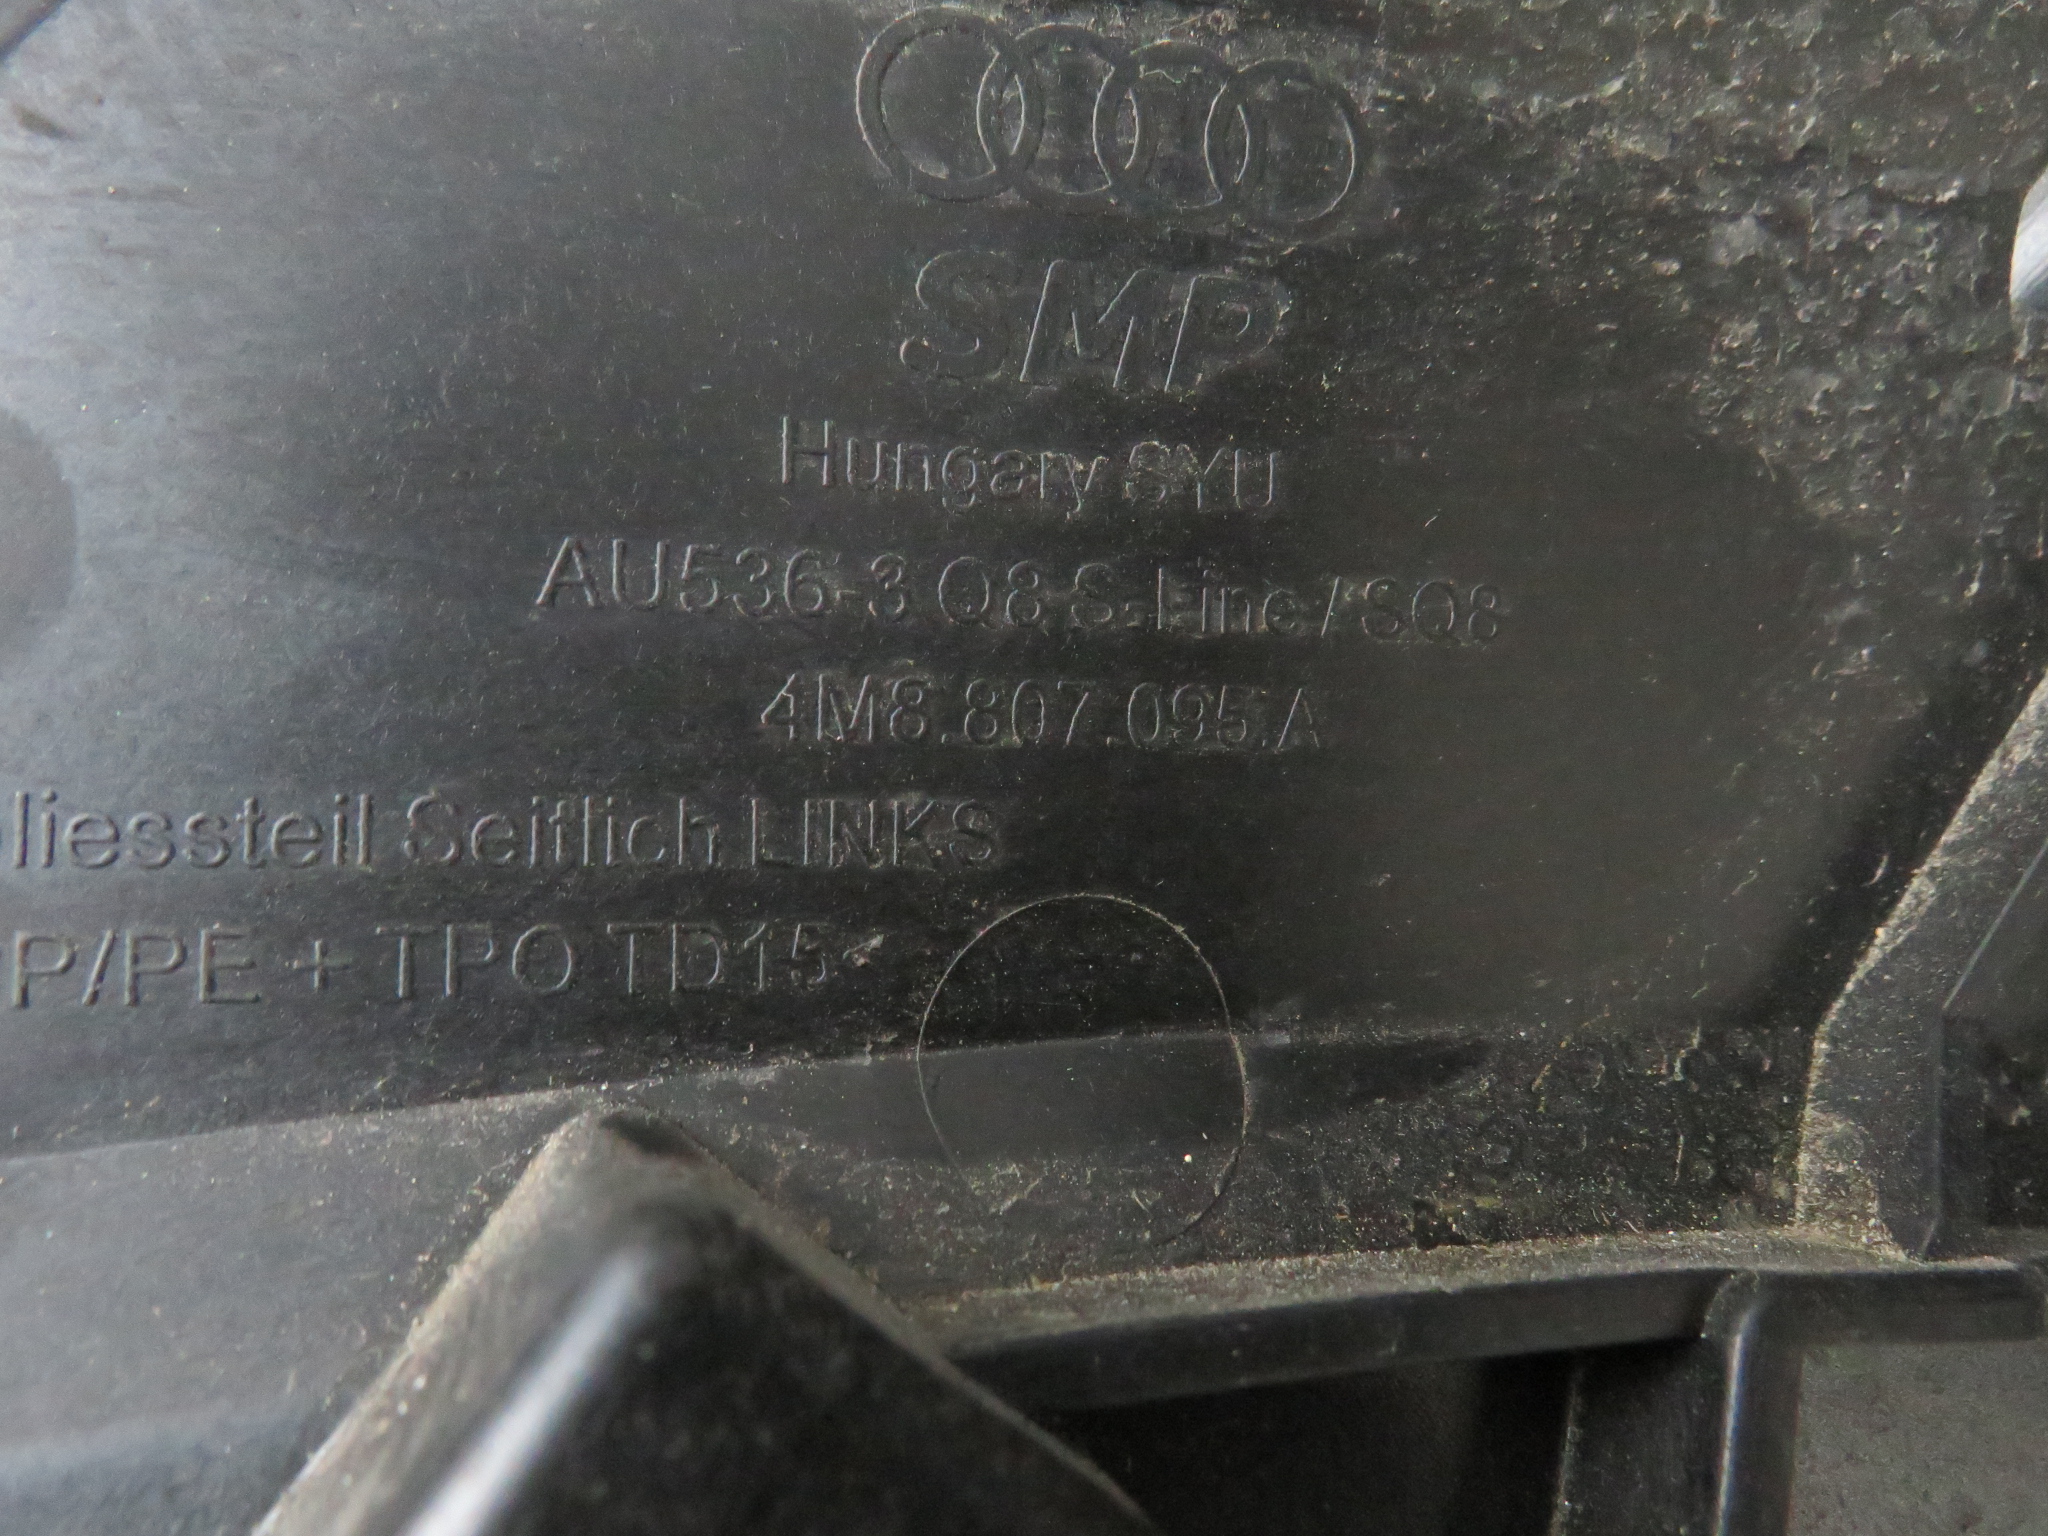 SMP
Hungary SYU
AU536-3 Q8 S-Line / SQ8
4M8.807.095.A
liessteil Seitlich LINKS
P/PE + TPO TD15<